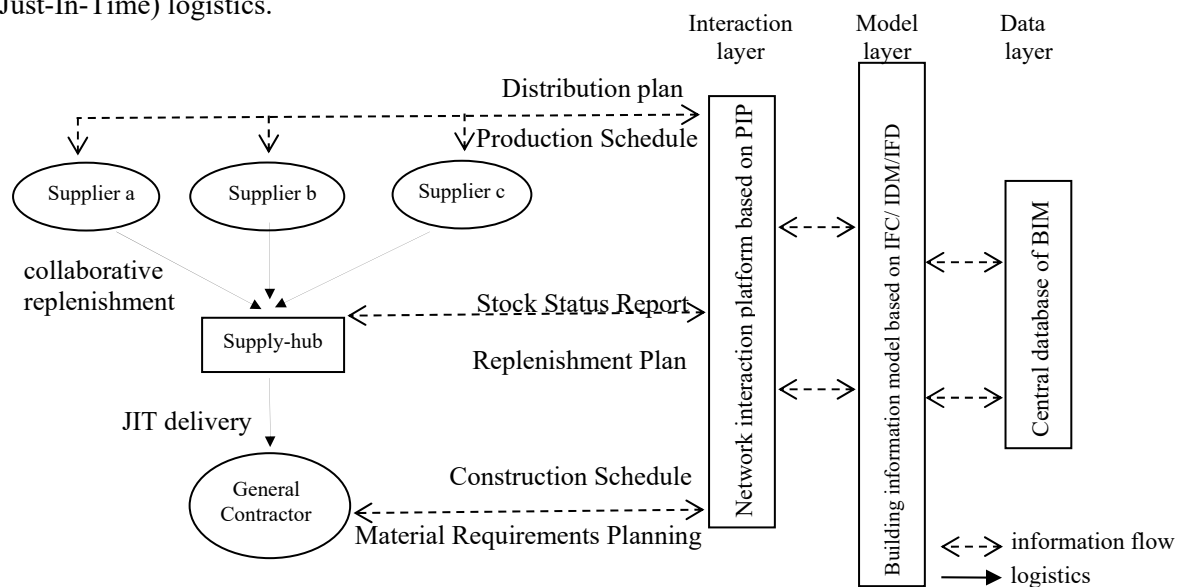 Just-In-Time) logistics.
Interaction
layer
Model
layer
Data
layer
Distribution plan
Production Schedule
Supplier a
Supplier b
Supplier c
collaborative
replenishment
Stock Status Report
Supply-hub
Replenishment Plan
JIT delivery
General
Contractor
Construction Schedule
Material Requirements Planning
Network interaction platform based on PIP
Building information model based on IFC/ IDM/IFD
Central database of BIM
information flow
logistics